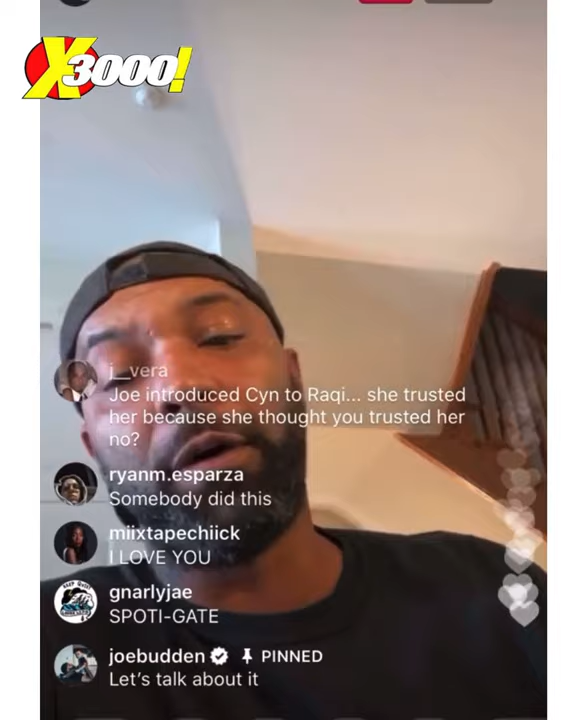 X3000!
j__vera
Joe introduced Cyn to Raqi... she trusted
her because she thought you trusted her
no?
ryanm.esparza
Somebody did this
miixtapechiick
I LOVE YOU
gnarlyjae
SPOTI-GATE
joebudden PINNED
Let's talk about it